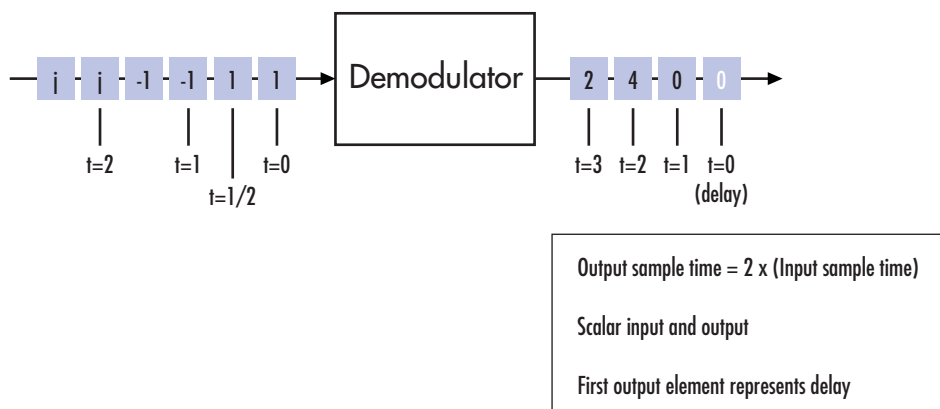 j j -1 -1 1 1
Demodulator
2 4 0 0
t=2 t=1 t=0
t=1/2
t=3 t=2 t=1 t=0
(delay)
Output sample time = 2 x (Input sample time)
Scalar input and output
First output element represents delay